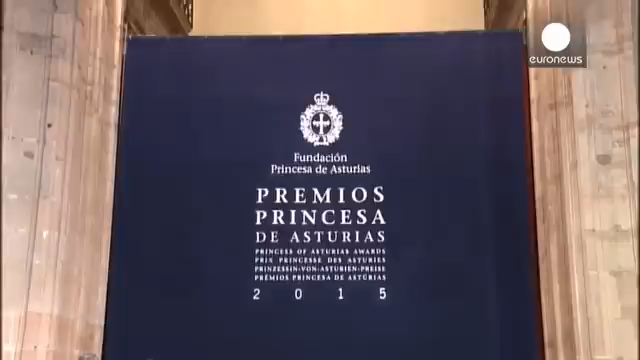 euronews
Fundación
Princesa de Asturias
PREMIOS
PRINCESA
DE ASTURIAS
PRINCESS OF ASTURIAS AWARDS
PRIX PRINCESSE DES ASTURIES
PRINZESSIN-VON-ASTURIEN-PREISE
PRÉMIOS PRINCESA DE ASTÚRIAS
2015